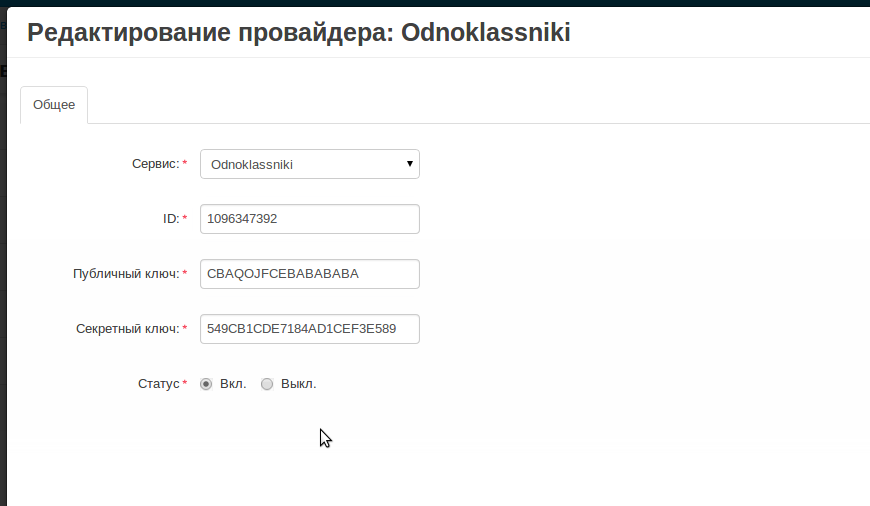 Редактирование провайдера: Odnoklassniki
Общее
Сервис: * Odnoklassniki
ID: * 1096347392
Публичный ключ: * CBAQOJFCEBABABABA
Секретный ключ: * 549CB1CDE7184AD1CEF3E589
Статус * Вкл. Выкл.